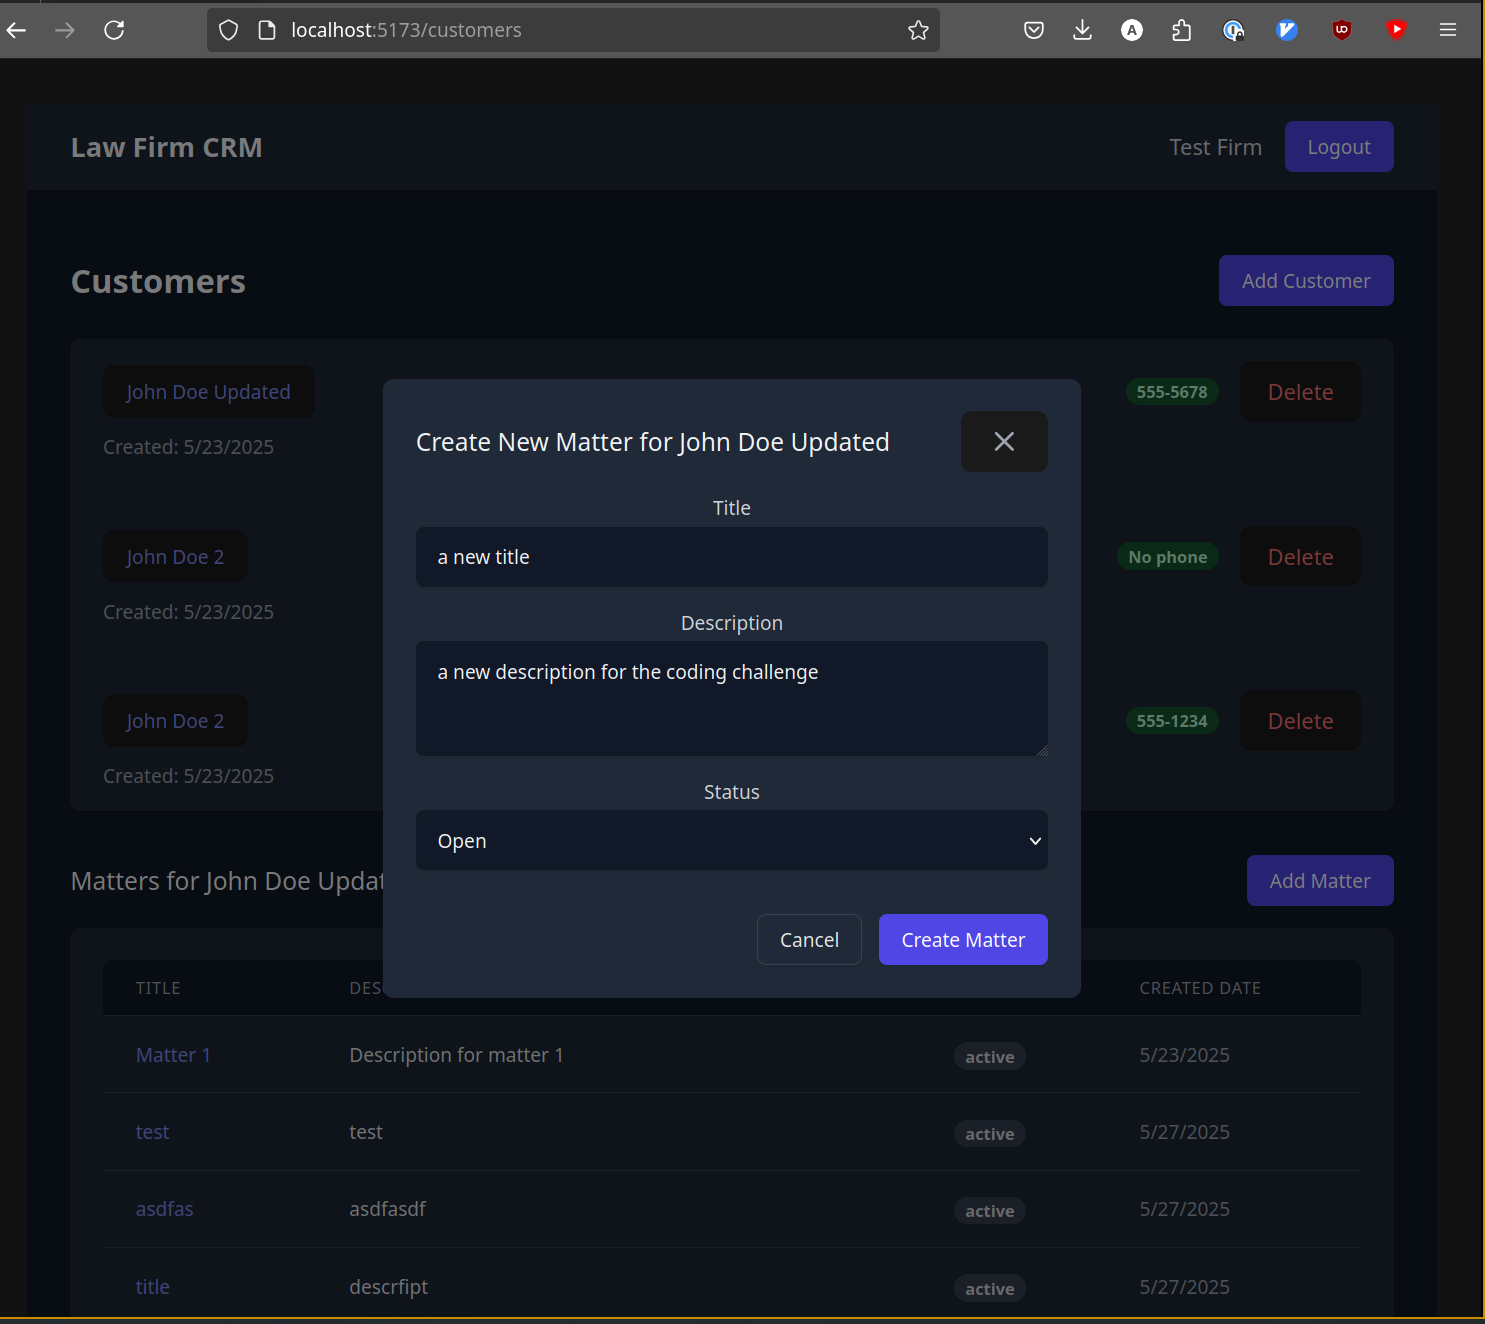 localhost:5173/customers
Law Firm CRM
Test Firm
Logout
Customers
Add Customer
John Doe Updated
555-5678
Delete
Created: 5/23/2025
John Doe 2
No phone
Delete
Created: 5/23/2025
John Doe 2
555-1234
Delete
Created: 5/23/2025
Create New Matter for John Doe Updated
Title
a new title
Description
a new description for the coding challenge
Status
Open
Cancel
Create Matter
Matters for John Doe Updat
Add Matter
TITLE
DES
CREATED DATE
Matter 1
Description for matter 1
active
5/23/2025
test
test
active
5/27/2025
asdfas
asdfasdf
active
5/27/2025
title
descrfipt
active
5/27/2025